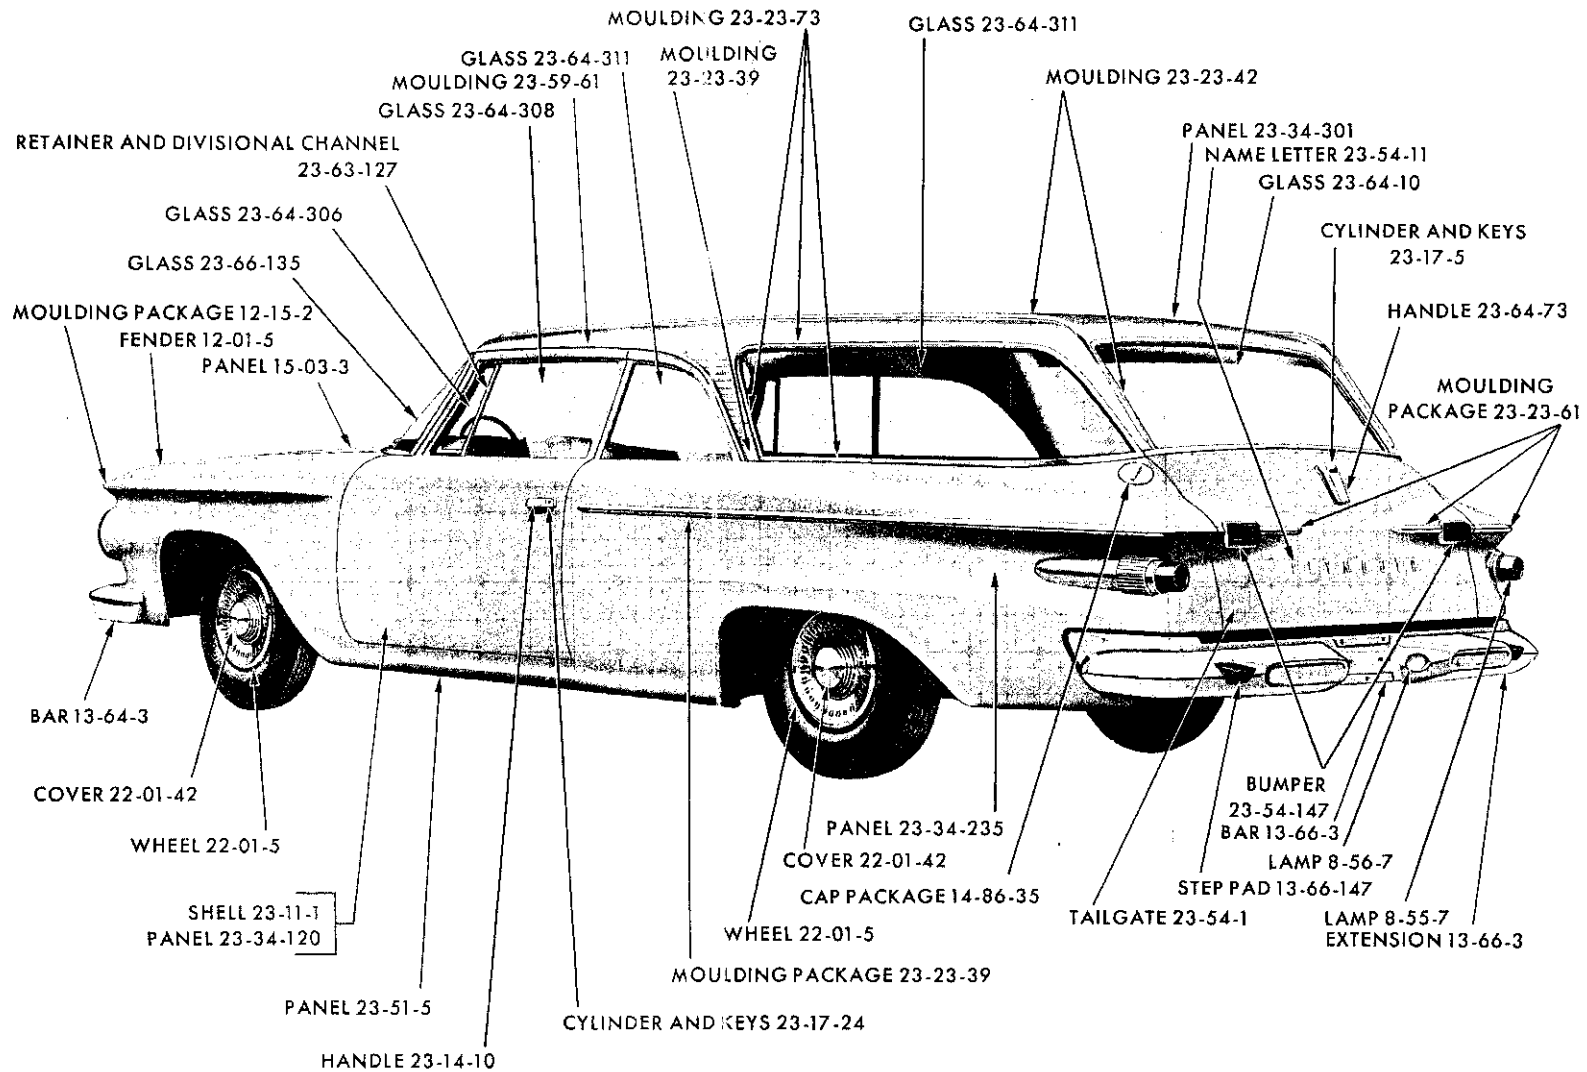 MOULDING 23-23-73
GLASS 23-64-311
GLASS 23-64-311
MOULDING
23-23-39
MOULDING 23-59-61
GLASS 23-64-308
MOULDING 23-23-42
PANEL 23-34-301
NAME LETTER 23-54-11
GLASS 23-64-10
RETAINER AND DIVISIONAL CHANNEL
23-63-127
GLASS 23-64-306
CYLINDER AND KEYS
23-17-5
GLASS 23-66-135
MOULDING PACKAGE 12-15-2
HANDLE 23-64-73
FENDER 12-01-5
PANEL 15-03-3
MOULDING
PACKAGE 23-23-61
PLYMOUTH
BAR 13-64-3
COVER 22-01-42
WHEEL 22-01-5
SHELL 23-11-1
PANEL 23-34-120
PANEL 23-51-5
HANDLE 23-14-10
CYLINDER AND KEYS 23-17-24
MOULDING PACKAGE 23-23-39
WHEEL 22-01-5
COVER 22-01-42
PANEL 23-34-235
CAP PACKAGE 14-86-35
TAILGATE 23-54-1
STEP PAD 13-66-147
BUMPER
23-54-147
BAR 13-66-3
LAMP 8-56-7
LAMP 8-55-7
EXTENSION 13-66-3